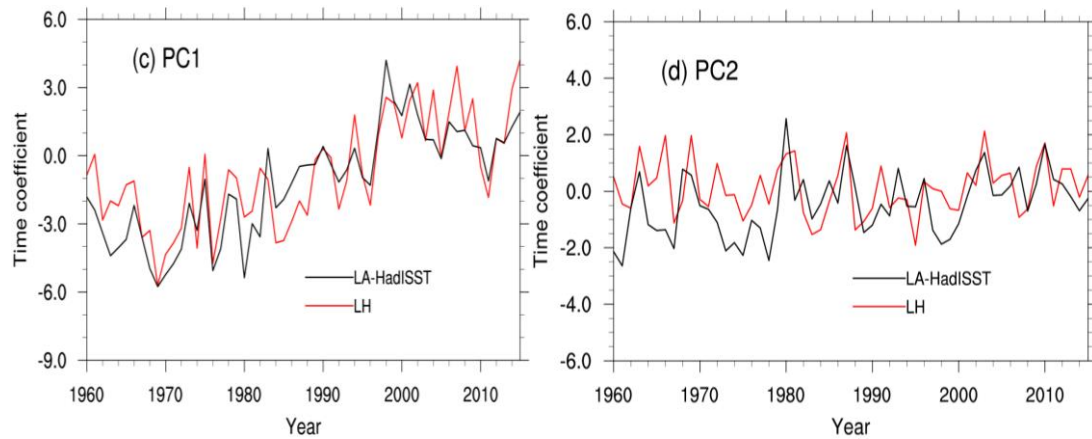 (c) PC1
Time coefficient
6.0
3.0
0.0
-3.0
-6.0
-9.0
LA-HadISST
LH
1960 1970 1980 1990 2000 2010
Year
(d) PC2
Time coefficient
6.0
4.0
2.0
0.0
-2.0
-4.0
-6.0
LA-HadISST
LH
1960 1970 1980 1990 2000 2010
Year